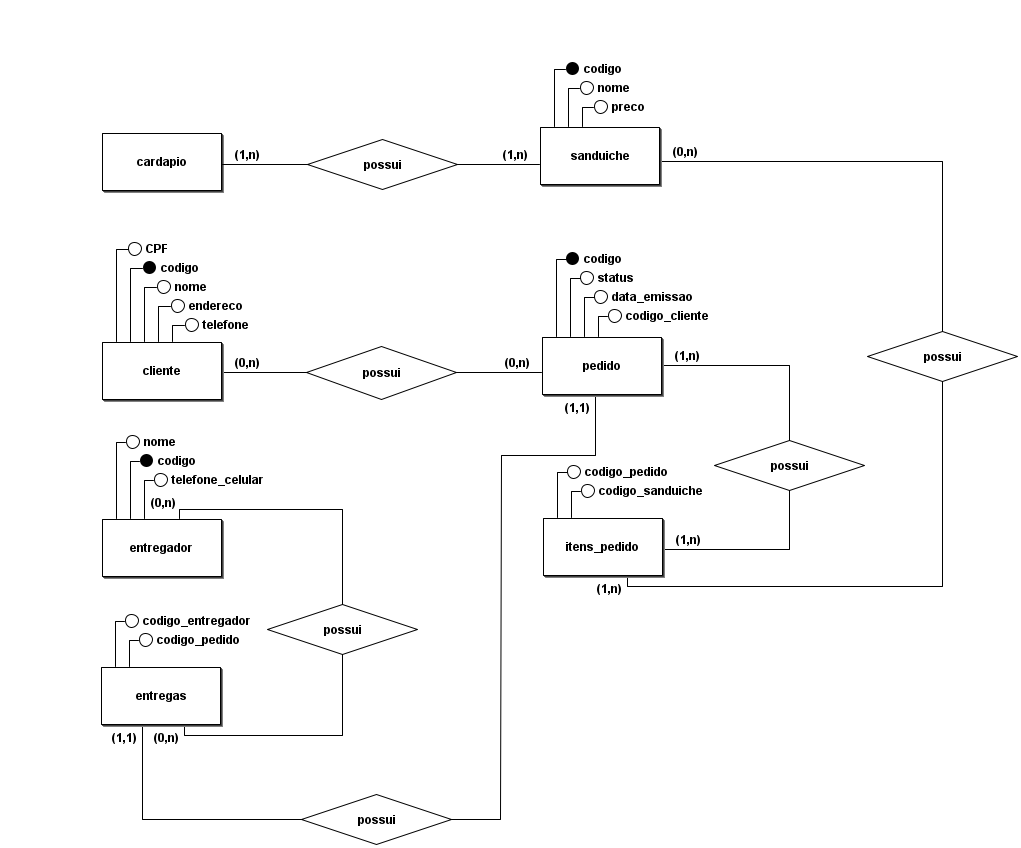 codigo
nome
preco
cardapio
(1,n)
possui
(1,n)
sanduiche
(0,n)
CPF
codigo
nome
endereco
telefone
cliente
(0,n)
possui
(0,n)
codigo
status
data_emissao
codigo_cliente
pedido
(1,n)
(1,1)
possui
possui
nome
codigo
telefone_celular
(0,n)
entregador
codigo_pedido
codigo_sanduiche
itens_pedido
(1,n)
(1,n)
codigo_entregador
codigo_pedido
possui
entregas
(1,1)
(0,n)
possui